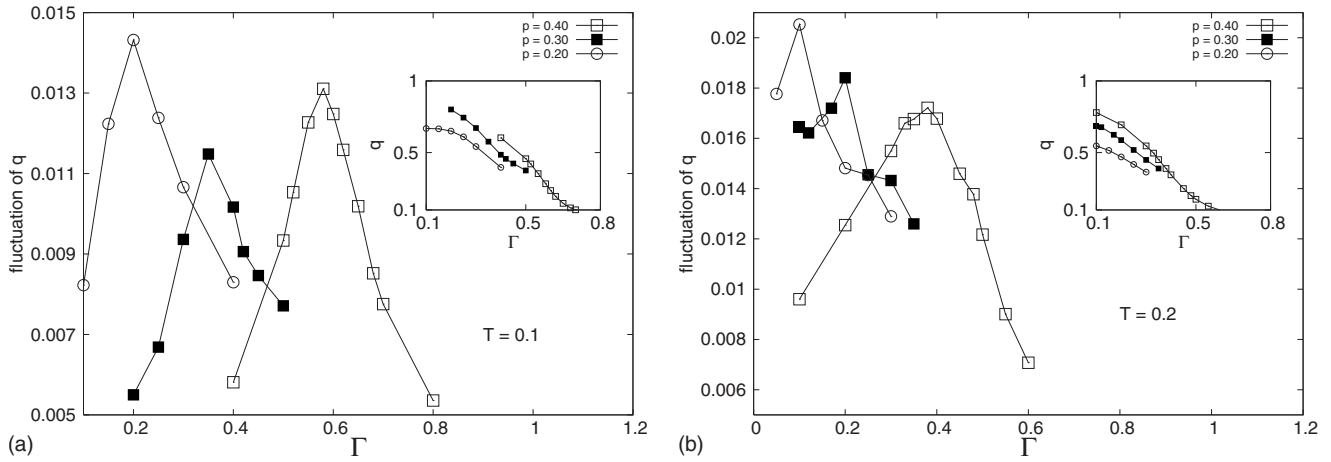 0.015
0.013
0.011
0.009
0.007
0.005
fluctuation of q
0.2
0.4
0.6
0.8
1
1.2
Γ
p = 0.40
p = 0.30
p = 0.20
1
0.5
0.1
q
0.1
0.5
0.8
Γ
T = 0.1
(a)
0.02
0.018
0.016
0.014
0.012
0.01
0.008
0.006
fluctuation of q
0
0.2
0.4
0.6
0.8
1
1.2
Γ
p = 0.40
p = 0.30
p = 0.20
1
0.5
0.1
q
0.1
0.5
0.8
Γ
T = 0.2
(b)